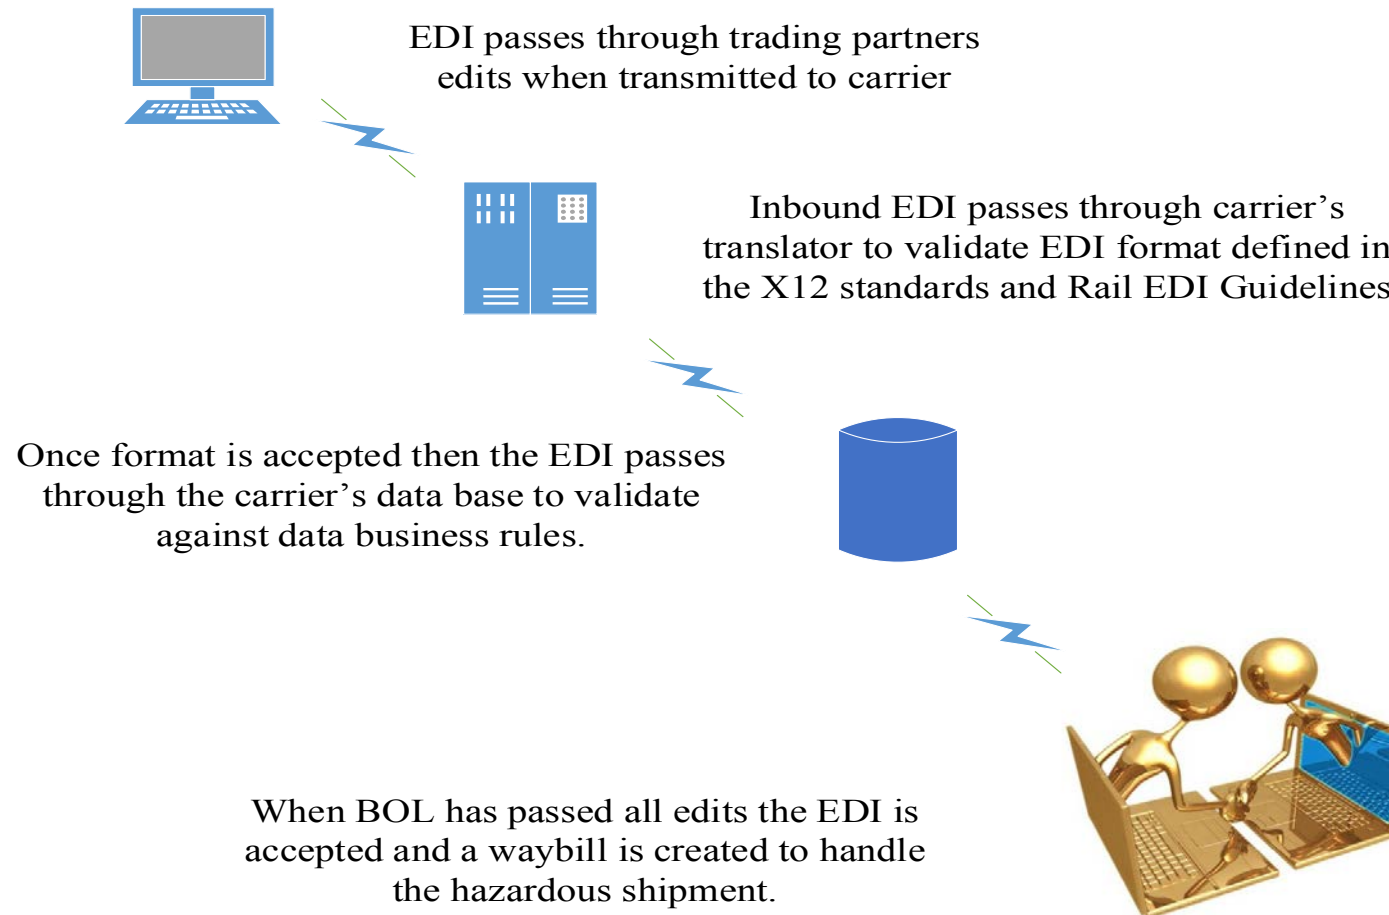 EDI passes through trading partners
edits when transmitted to carrier
Inbound EDI passes through carrier’s
translator to validate EDI format defined in
the X12 standards and Rail EDI Guidelines
Once format is accepted then the EDI passes
through the carrier’s data base to validate
against data business rules.
When BOL has passed all edits the EDI is
accepted and a waybill is created to handle
the hazardous shipment.